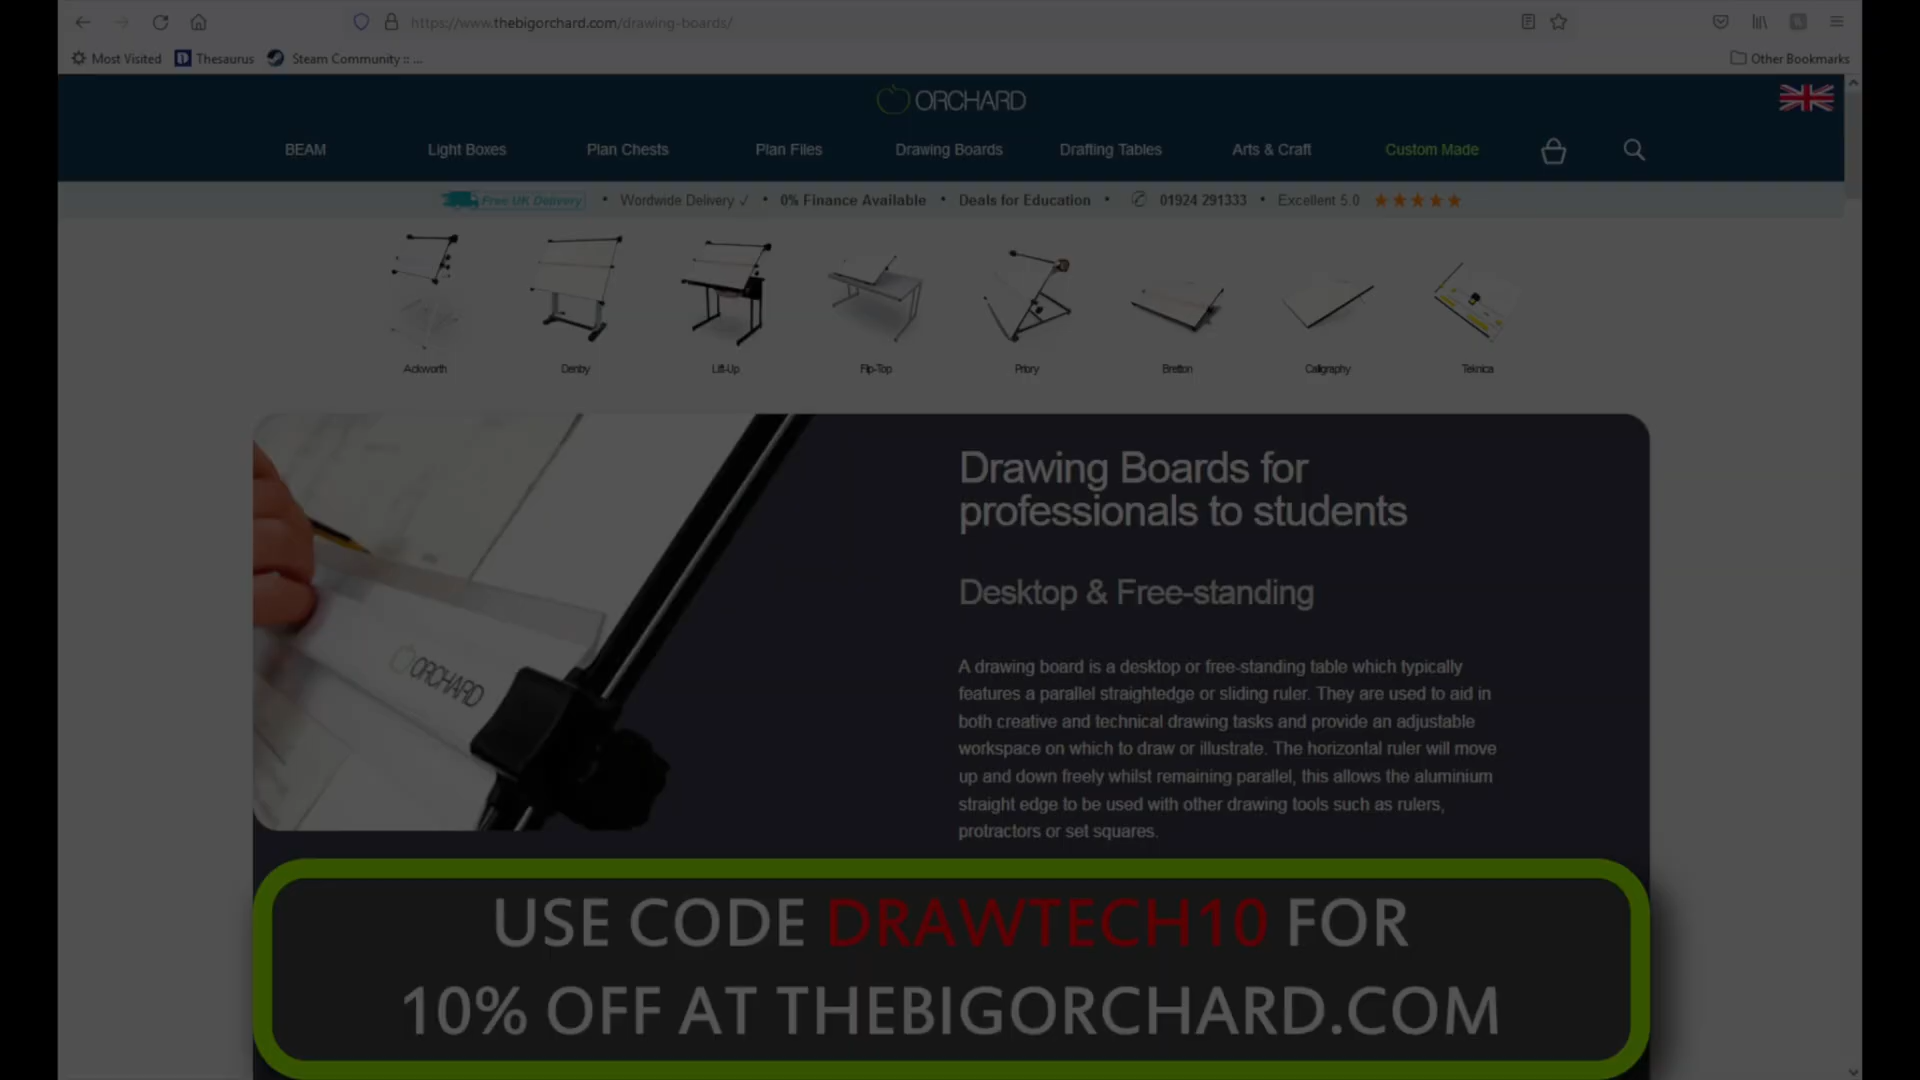 https://www.thebigorchard.com/drawing-boards/
Most Visited Thesaurus Steam Community :: ... Other Bookmarks
ORCHARD
BEAM Light Boxes Plan Chests Plan Files Drawing Boards Drafting Tables Arts & Craft Custom Made
Free UK Delivery • Wordwide Delivery ✓ • 0% Finance Available • Deals for Education • 01924 291333 • Excellent 5.0
Ackworth Denby Lift-Up Flip-Top Priory Bretton Calligraphy Teknica
Drawing Boards for
professionals to students
Desktop & Free-standing
A drawing board is a desktop or free-standing table which typically
features a parallel straightedge or sliding ruler. They are used to aid in
both creative and technical drawing tasks and provide an adjustable
workspace on which to draw or illustrate. The horizontal ruler will move
up and down freely whilst remaining parallel, this allows the aluminium
straight edge to be used with other drawing tools such as rulers,
protractors or set squares.
ORCHARD
USE CODE DRAWTECH10 FOR
10% OFF AT THEBIGORCHARD.COM